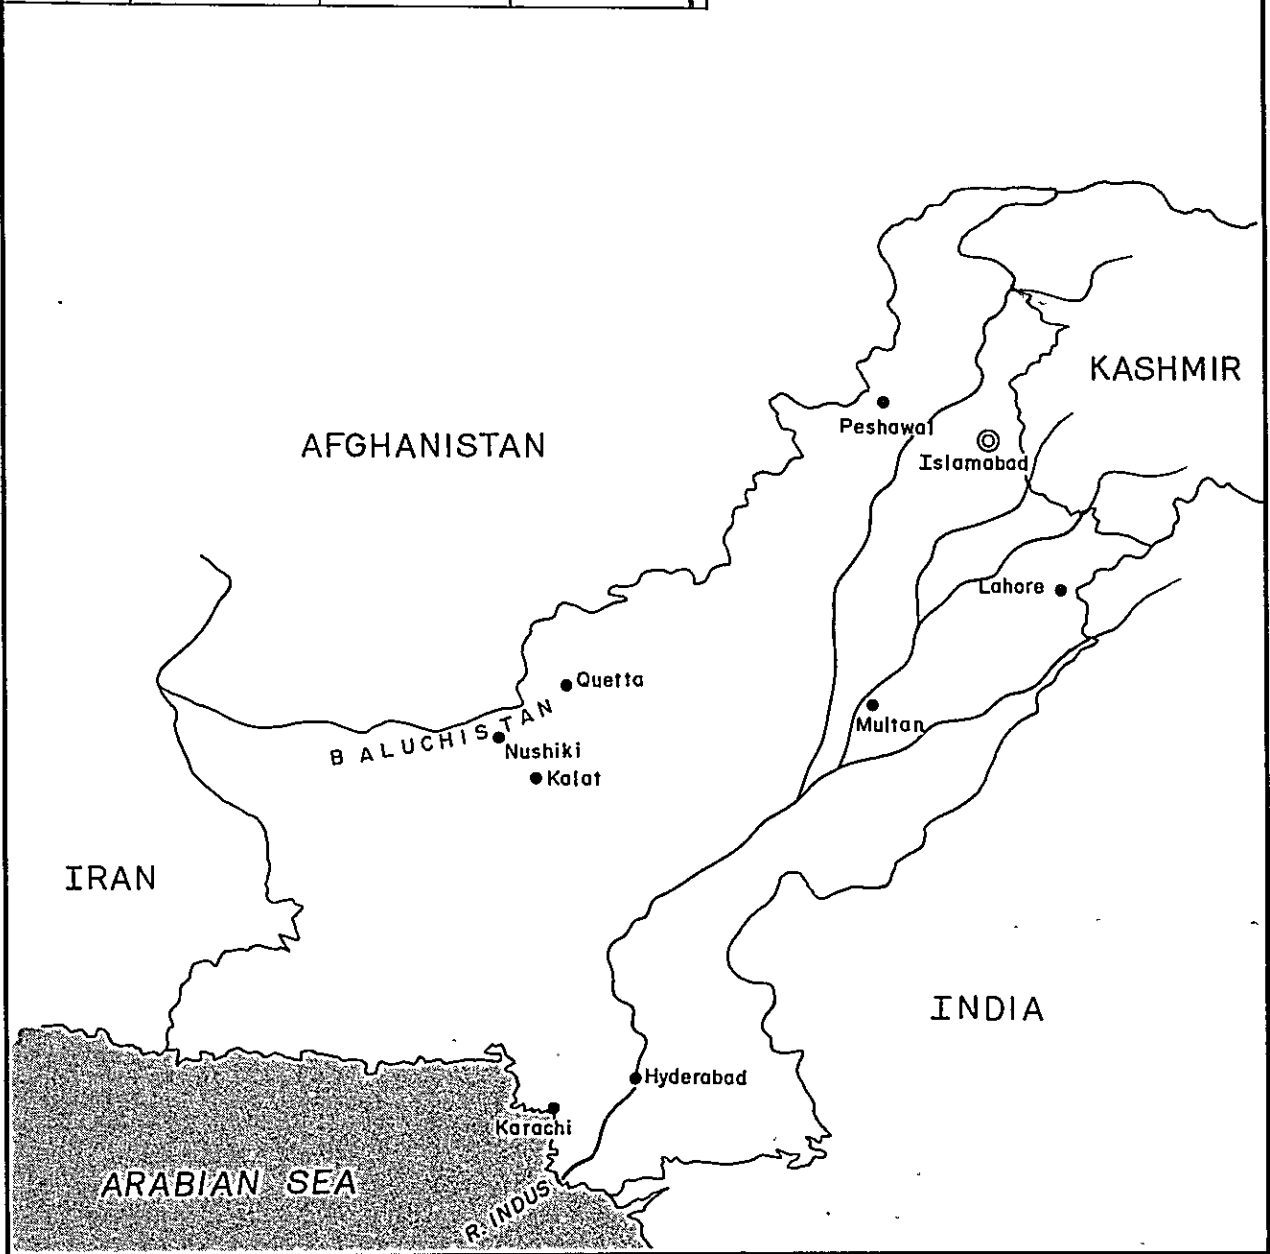 KASHMIR
Peshawar
AFGHANISTAN
Islamabad
Lahore
Quetta
BALUCHISTAN
Multan
Nushiki
Kalat
IRAN
INDIA
Hyderabad
Karachi
ARABIAN SEA
R. INDUS